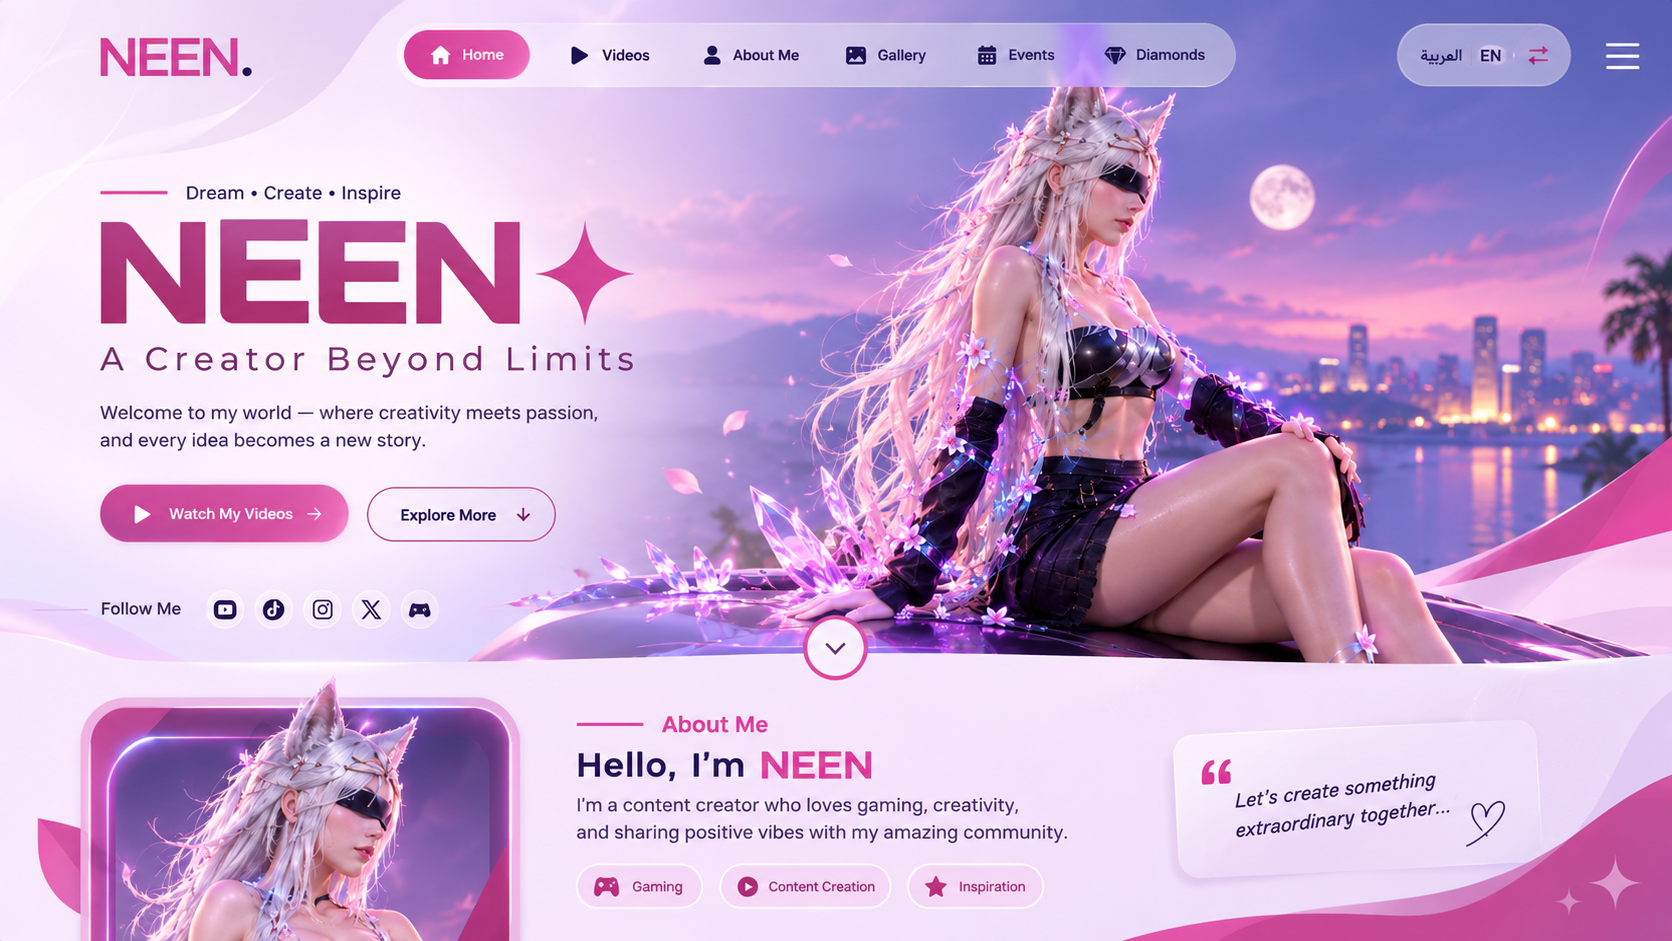 NEEN.
Home
Videos
About Me
Gallery
Events
Diamonds
العربية EN
Dream • Create • Inspire
NEEN
A Creator Beyond Limits
Welcome to my world — where creativity meets passion,
and every idea becomes a new story.
Watch My Videos →
Explore More ↓
Follow Me
About Me
Hello, I’m NEEN
I’m a content creator who loves gaming, creativity,
and sharing positive vibes with my amazing community.
Gaming
Content Creation
Inspiration
“ Let’s create something
extraordinary together...